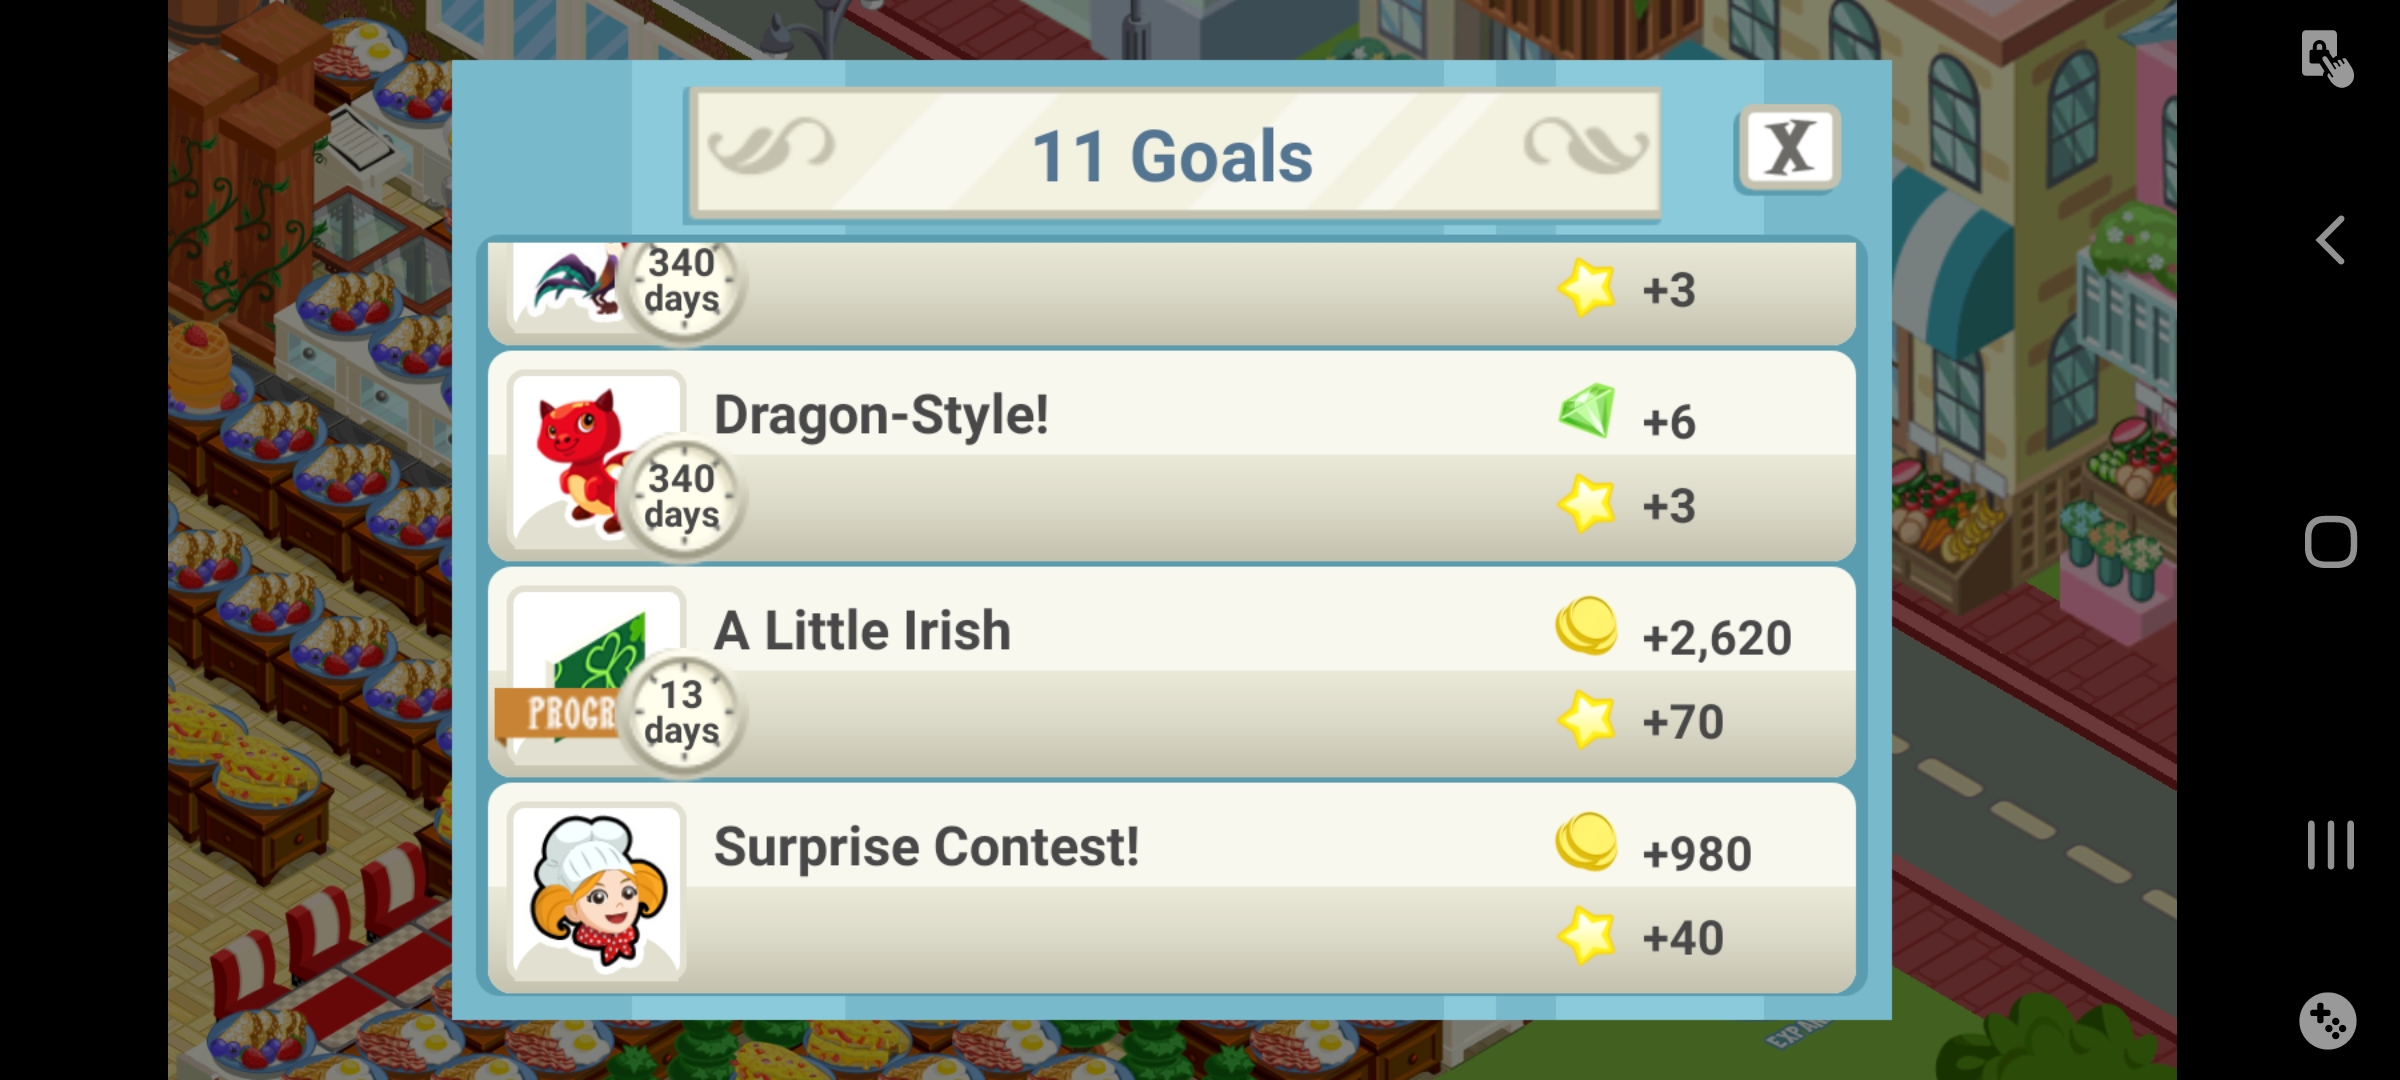 11 Goals
X
340
days
+3
Dragon-Style!
+6
340
days
+3
A Little Irish
+2,620
PROGR
13
days
+70
Surprise Contest!
+980
+40